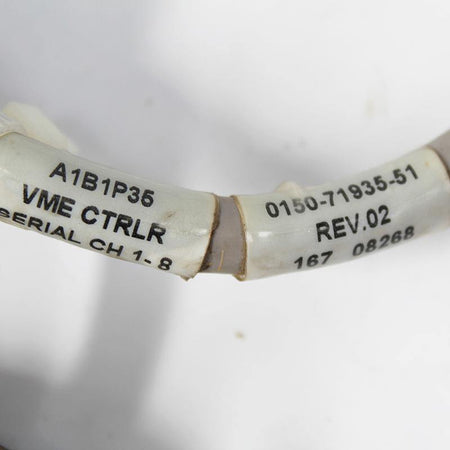 A1B1P35
VME CTRLR
SERIAL CH 1-8
0150-71935-51
REV.02
167 08268